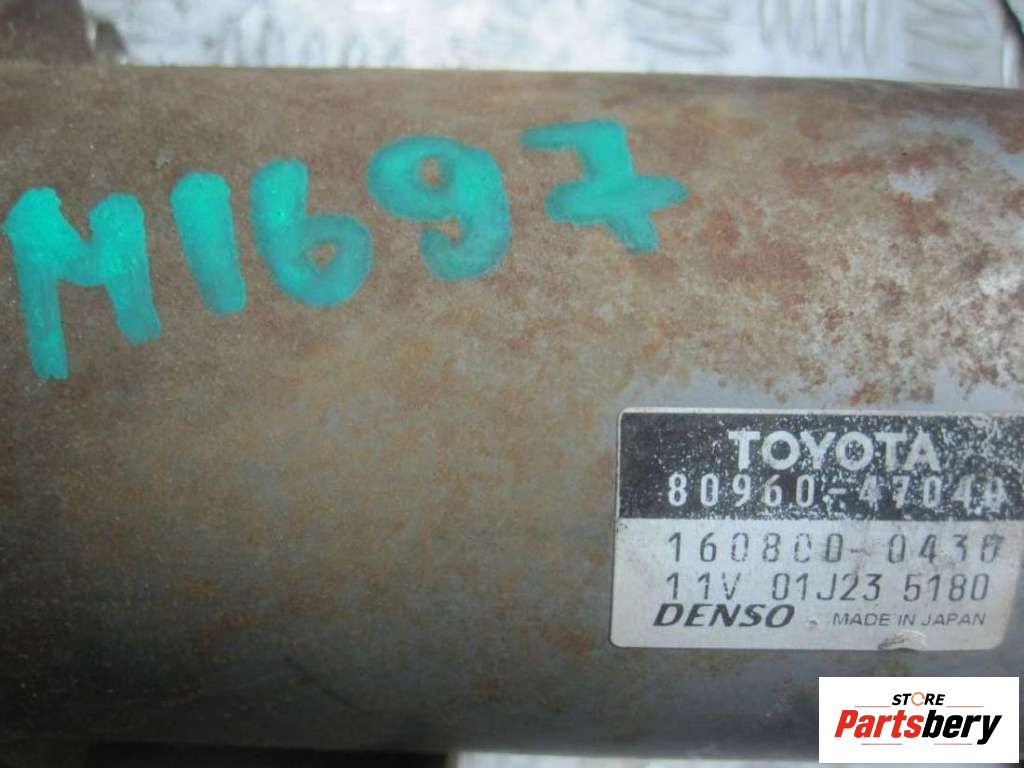 M1697
TOYOTA
80960-47040
160800-0430
11V 01J23 5180
DENSO MADE IN JAPAN
STORE
Partsbery